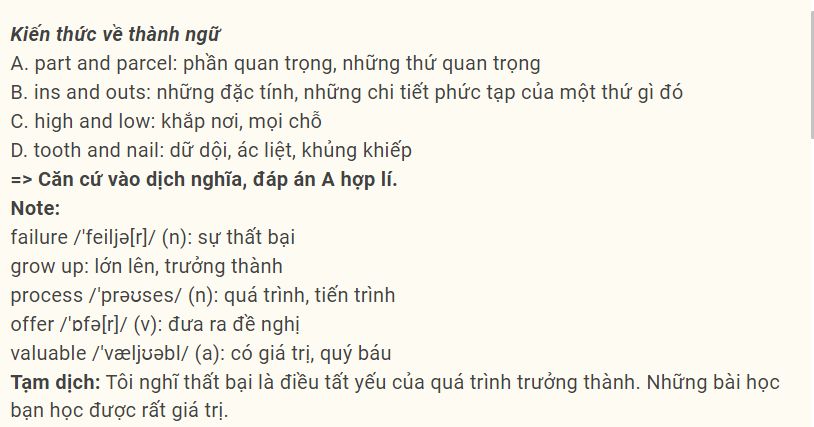 Kiến thức về thành ngữ
A. part and parcel: phần quan trọng, những thứ quan trọng
B. ins and outs: những đặc tính, những chi tiết phức tạp của một thứ gì đó
C. high and low: khắp nơi, mọi chỗ
D. tooth and nail: dữ dội, ác liệt, khủng khiếp
=> Căn cứ vào dịch nghĩa, đáp án A hợp lí.
Note:
failure /'feiljə[r]/ (n): sự thất bại
grow up: lớn lên, trưởng thành
process /'prəʊses/ (n): quá trình, tiến trình
offer /'ɒfə[r]/ (v): đưa ra đề nghị
valuable /'væljʊəbl/ (a): có giá trị, quý báu
Tạm dịch: Tôi nghĩ thất bại là điều tất yếu của quá trình trưởng thành. Những bài học
bạn học được rất giá trị.